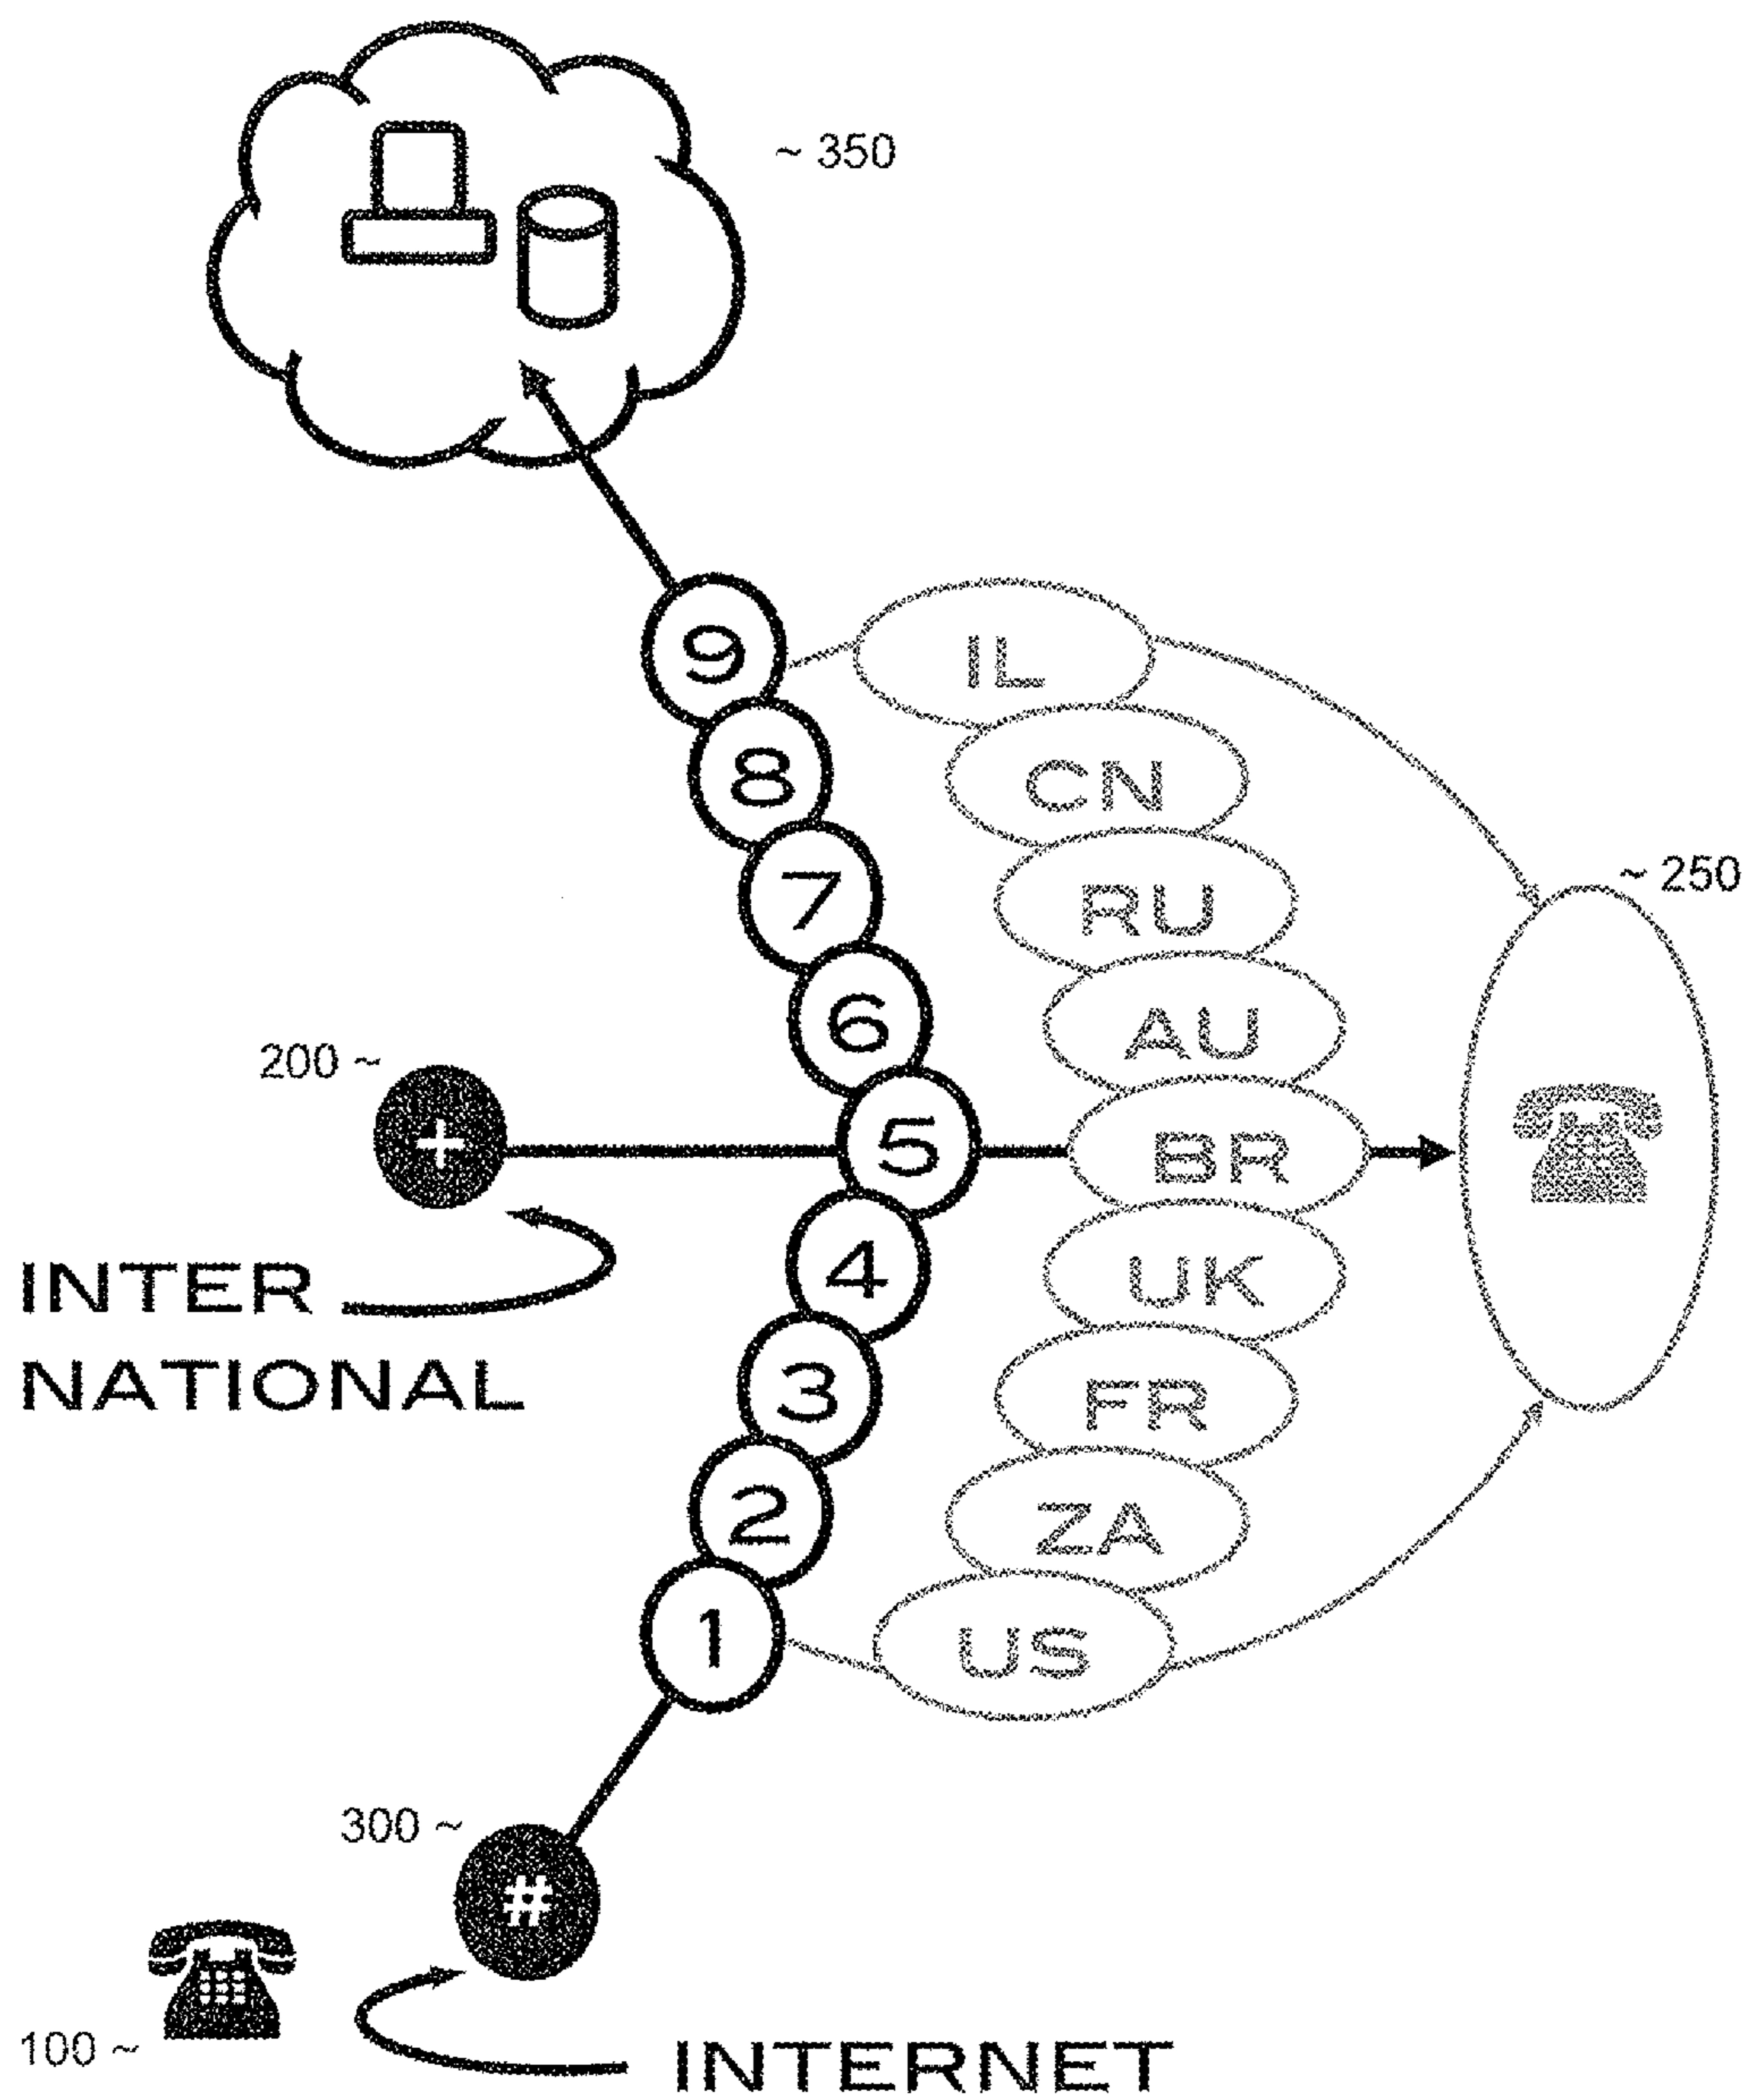 ~ 350
9
IL
8
CN
7
RU
~ 250
6
AU
200 ~
+
5
BR
INTER
NATIONAL
4
UK
3
FR
2
ZA
1
US
300 ~
#
100 ~
INTERNET